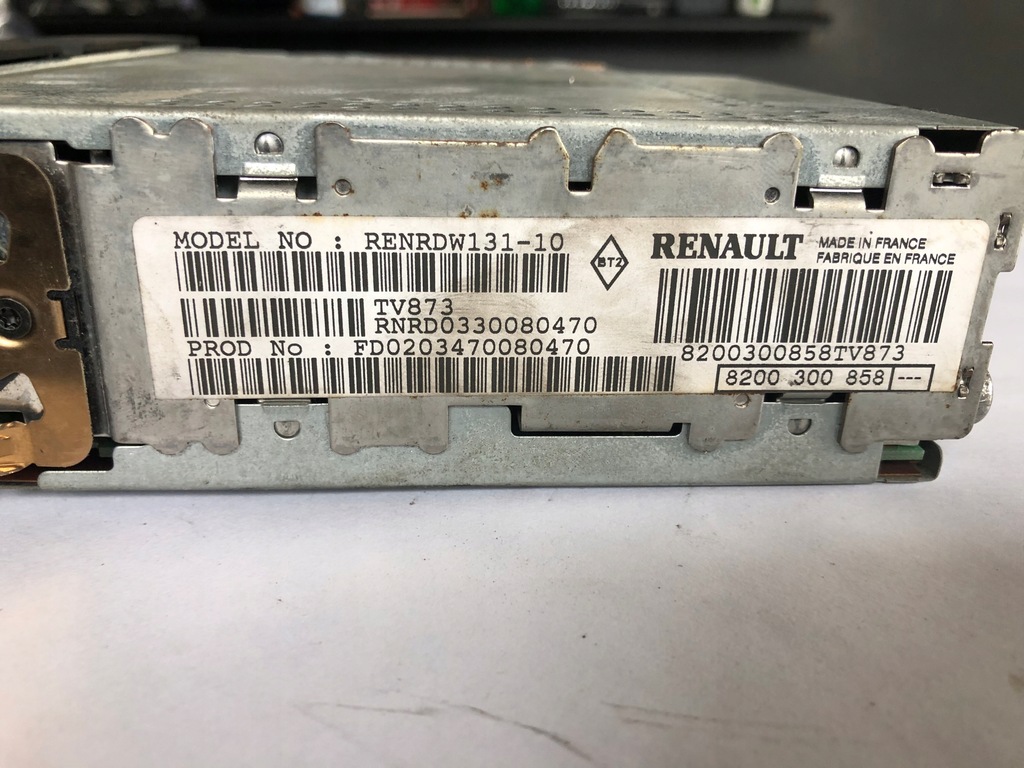 MODEL NO : RENRDW131-10
BT2
RENAULT
MADE IN FRANCE
FABRIQUE EN FRANCE
TV873
RNRD0330080470
PROD No : FD0203470080470
8200300858TV873
8200 300 858 ---